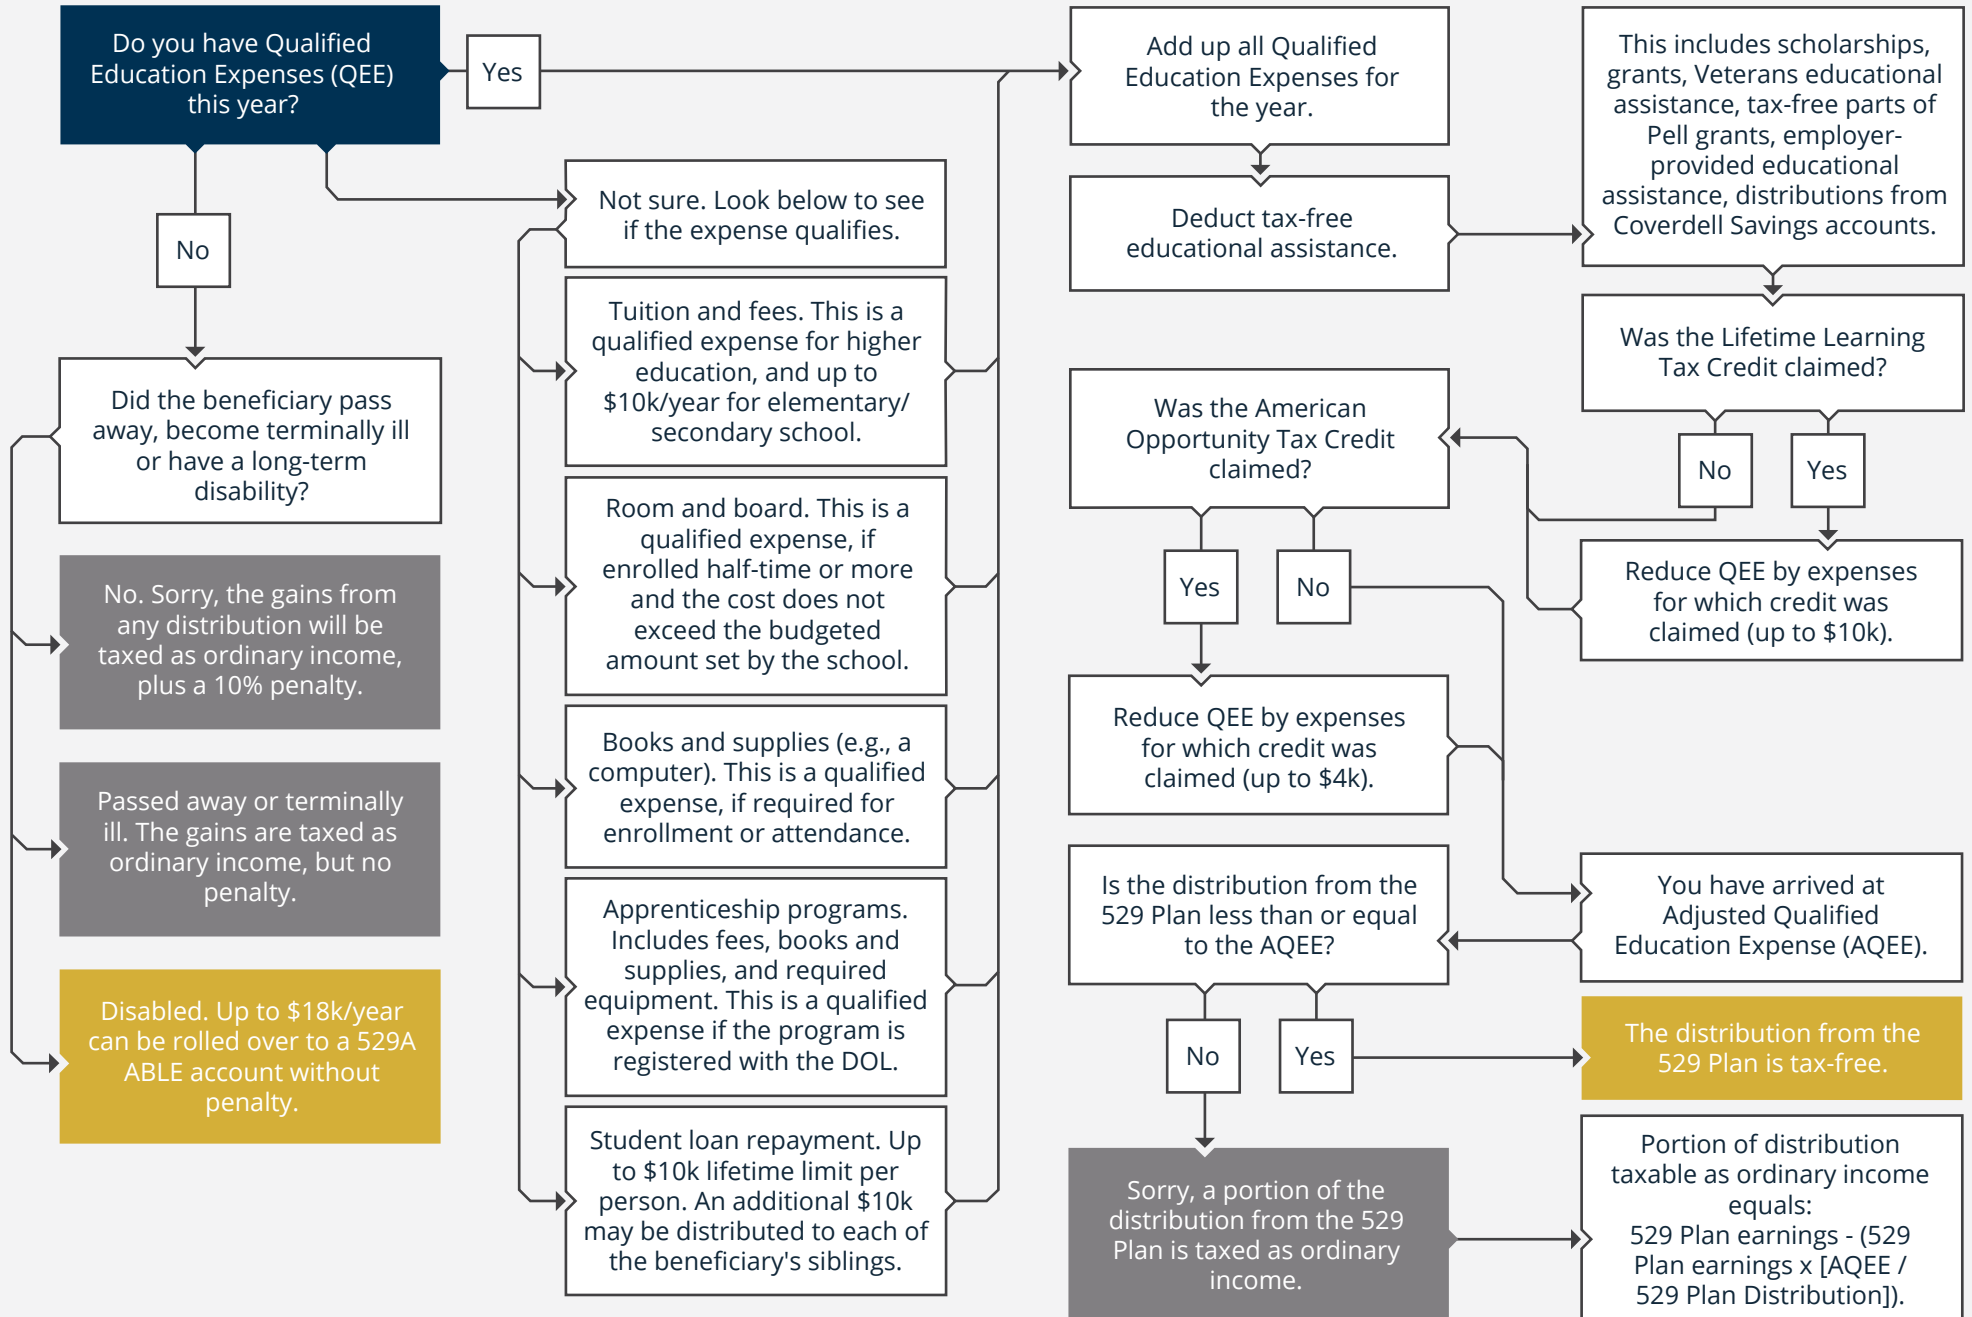 Do you have Qualified
Education Expenses (QEE)
this year?
Yes
No
Did the beneficiary pass
away, become terminally ill
or have a long-term
disability?
No. Sorry, the gains from
any distribution will be
taxed as ordinary income,
plus a 10% penalty.
Passed away or terminally
ill. The gains are taxed as
ordinary income, but no
penalty.
Disabled. Up to $18k/year
can be rolled over to a 529A
ABLE account without
penalty.
Not sure. Look below to see
if the expense qualifies.
Tuition and fees. This is a
qualified expense for higher
education, and up to
$10k/year for elementary/
secondary school.
Room and board. This is a
qualified expense, if
enrolled half-time or more
and the cost does not
exceed the budgeted
amount set by the school.
Books and supplies (e.g., a
computer). This is a qualified
expense, if required for
enrollment or attendance.
Apprenticeship programs.
Includes fees, books and
supplies, and required
equipment. This is a qualified
expense if the program is
registered with the DOL.
Student loan repayment. Up
to $10k lifetime limit per
person. An additional $10k
may be distributed to each of
the beneficiary's siblings.
Add up all Qualified
Education Expenses for
the year.
Deduct tax-free
educational assistance.
This includes scholarships,
grants, Veterans educational
assistance, tax-free parts of
Pell grants, employer-
provided educational
assistance, distributions from
Coverdell Savings accounts.
Was the Lifetime Learning
Tax Credit claimed?
No
Yes
Reduce QEE by expenses
for which credit was
claimed (up to $10k).
Was the American
Opportunity Tax Credit
claimed?
Yes
No
Reduce QEE by expenses
for which credit was
claimed (up to $4k).
You have arrived at
Adjusted Qualified
Education Expense (AQEE).
Is the distribution from the
529 Plan less than or equal
to the AQEE?
No
Yes
The distribution from the
529 Plan is tax-free.
Sorry, a portion of the
distribution from the 529
Plan is taxed as ordinary
income.
Portion of distribution
taxable as ordinary income
equals:
529 Plan earnings - (529
Plan earnings x [AQEE /
529 Plan Distribution]).